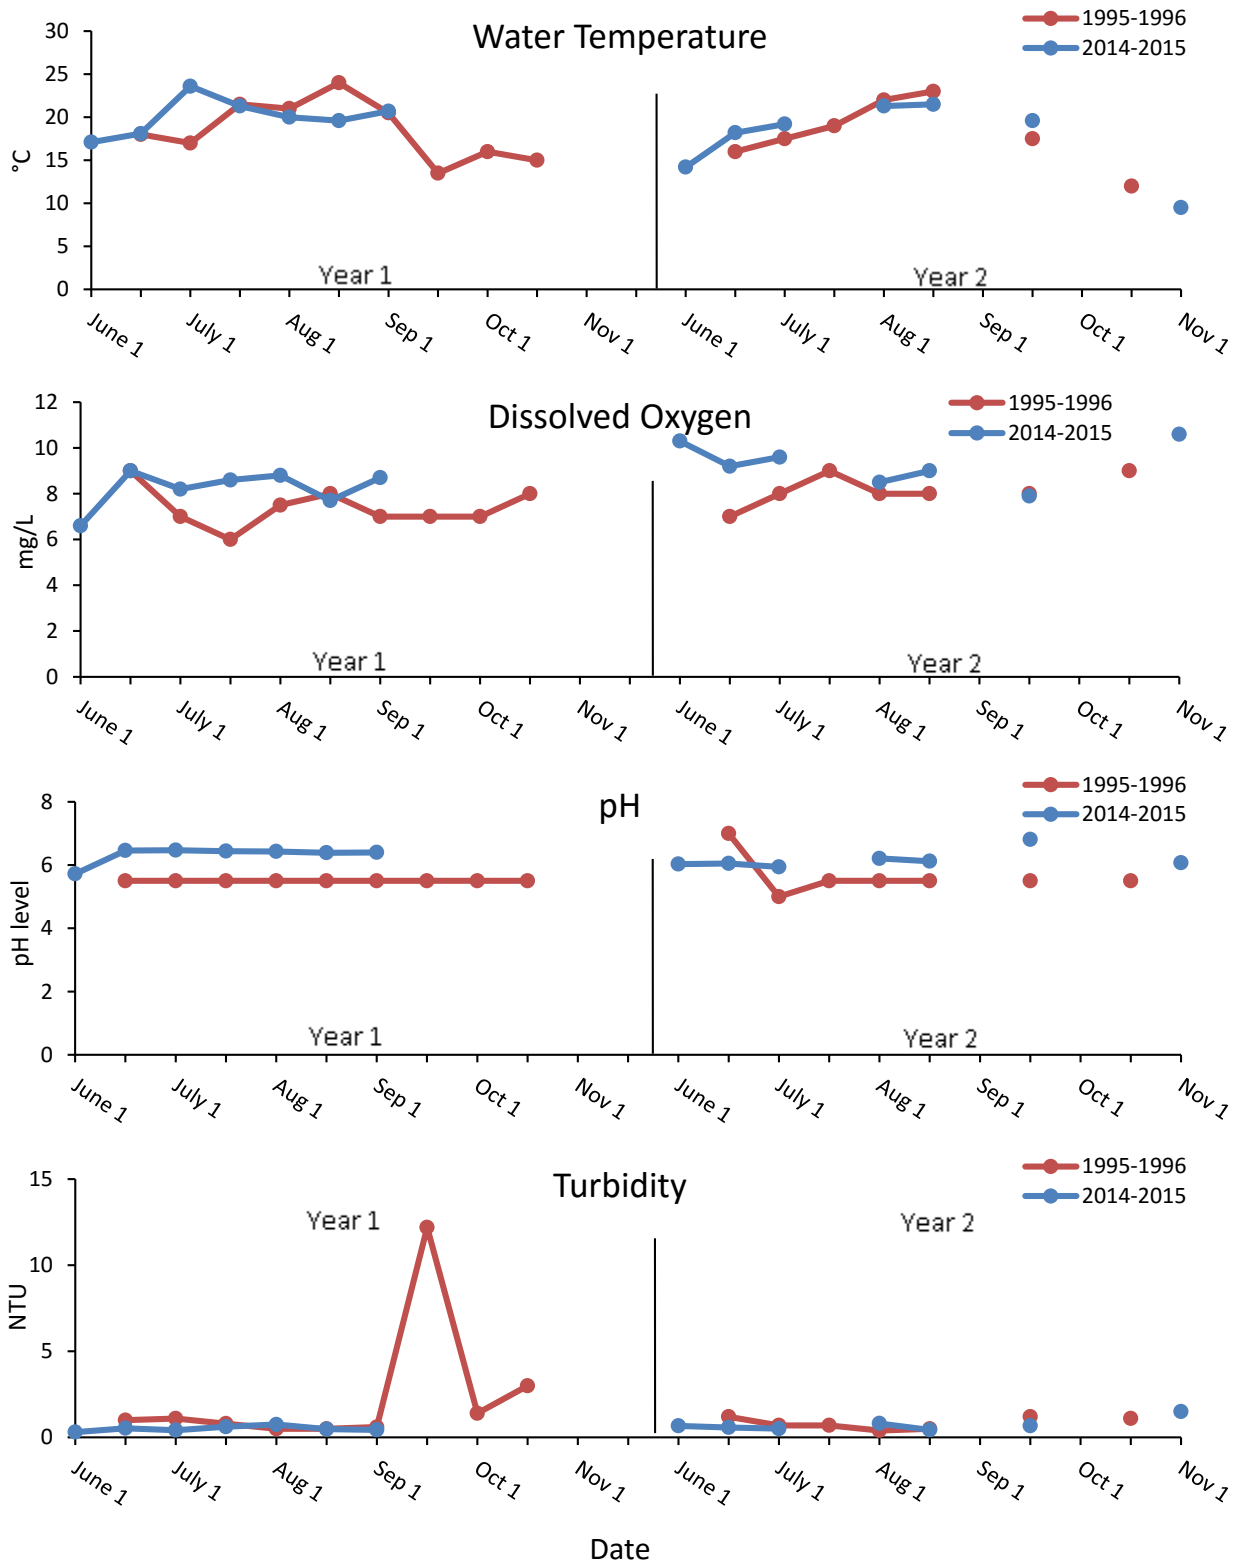 Water Temperature
1995-1996
2014-2015
30
25
20
15
10
5
0
°C
Year 1
Year 2
June 1
July 1
Aug 1
Sep 1
Oct 1
Nov 1
June 1
July 1
Aug 1
Sep 1
Oct 1
Nov 1
Dissolved Oxygen
1995-1996
2014-2015
12
10
8
6
4
2
0
mg/L
Year 1
Year 2
June 1
July 1
Aug 1
Sep 1
Oct 1
Nov 1
June 1
July 1
Aug 1
Sep 1
Oct 1
Nov 1
pH
1995-1996
2014-2015
8
6
4
2
0
pH level
Year 1
Year 2
June 1
July 1
Aug 1
Sep 1
Oct 1
Nov 1
June 1
July 1
Aug 1
Sep 1
Oct 1
Nov 1
Turbidity
1995-1996
2014-2015
15
10
5
0
NTU
Year 1
Year 2
June 1
July 1
Aug 1
Sep 1
Oct 1
Nov 1
June 1
July 1
Aug 1
Sep 1
Oct 1
Nov 1
Date